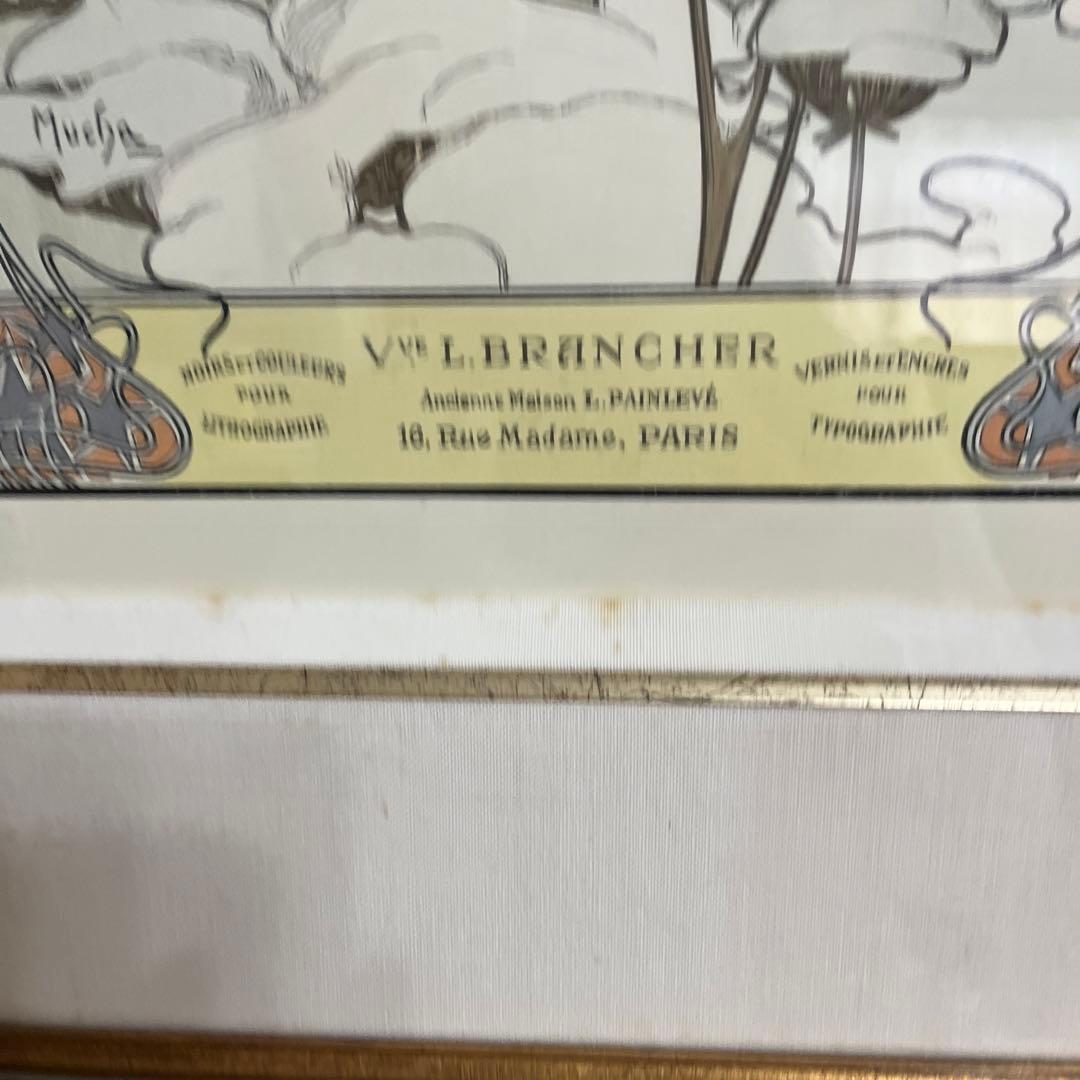 Mucha
NOIRS ET COULEURS
POUR
LITHOGRAPHIE
Vve L. BRANCHER
Ancienne Maison L. PAINLEVÉ
16, Rue Madame, PARIS
VERNIS ET ENCRES
POUR
TYPOGRAPHIE